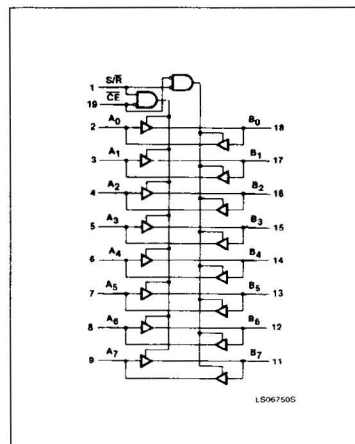 1 S/R̅
19 C̅E̅
2 A0 B0 18
3 A1 B1 17
4 A2 B2 16
5 A3 B3 15
6 A4 B4 14
7 A5 B5 13
8 A6 B6 12
9 A7 B7 11
LS06750S